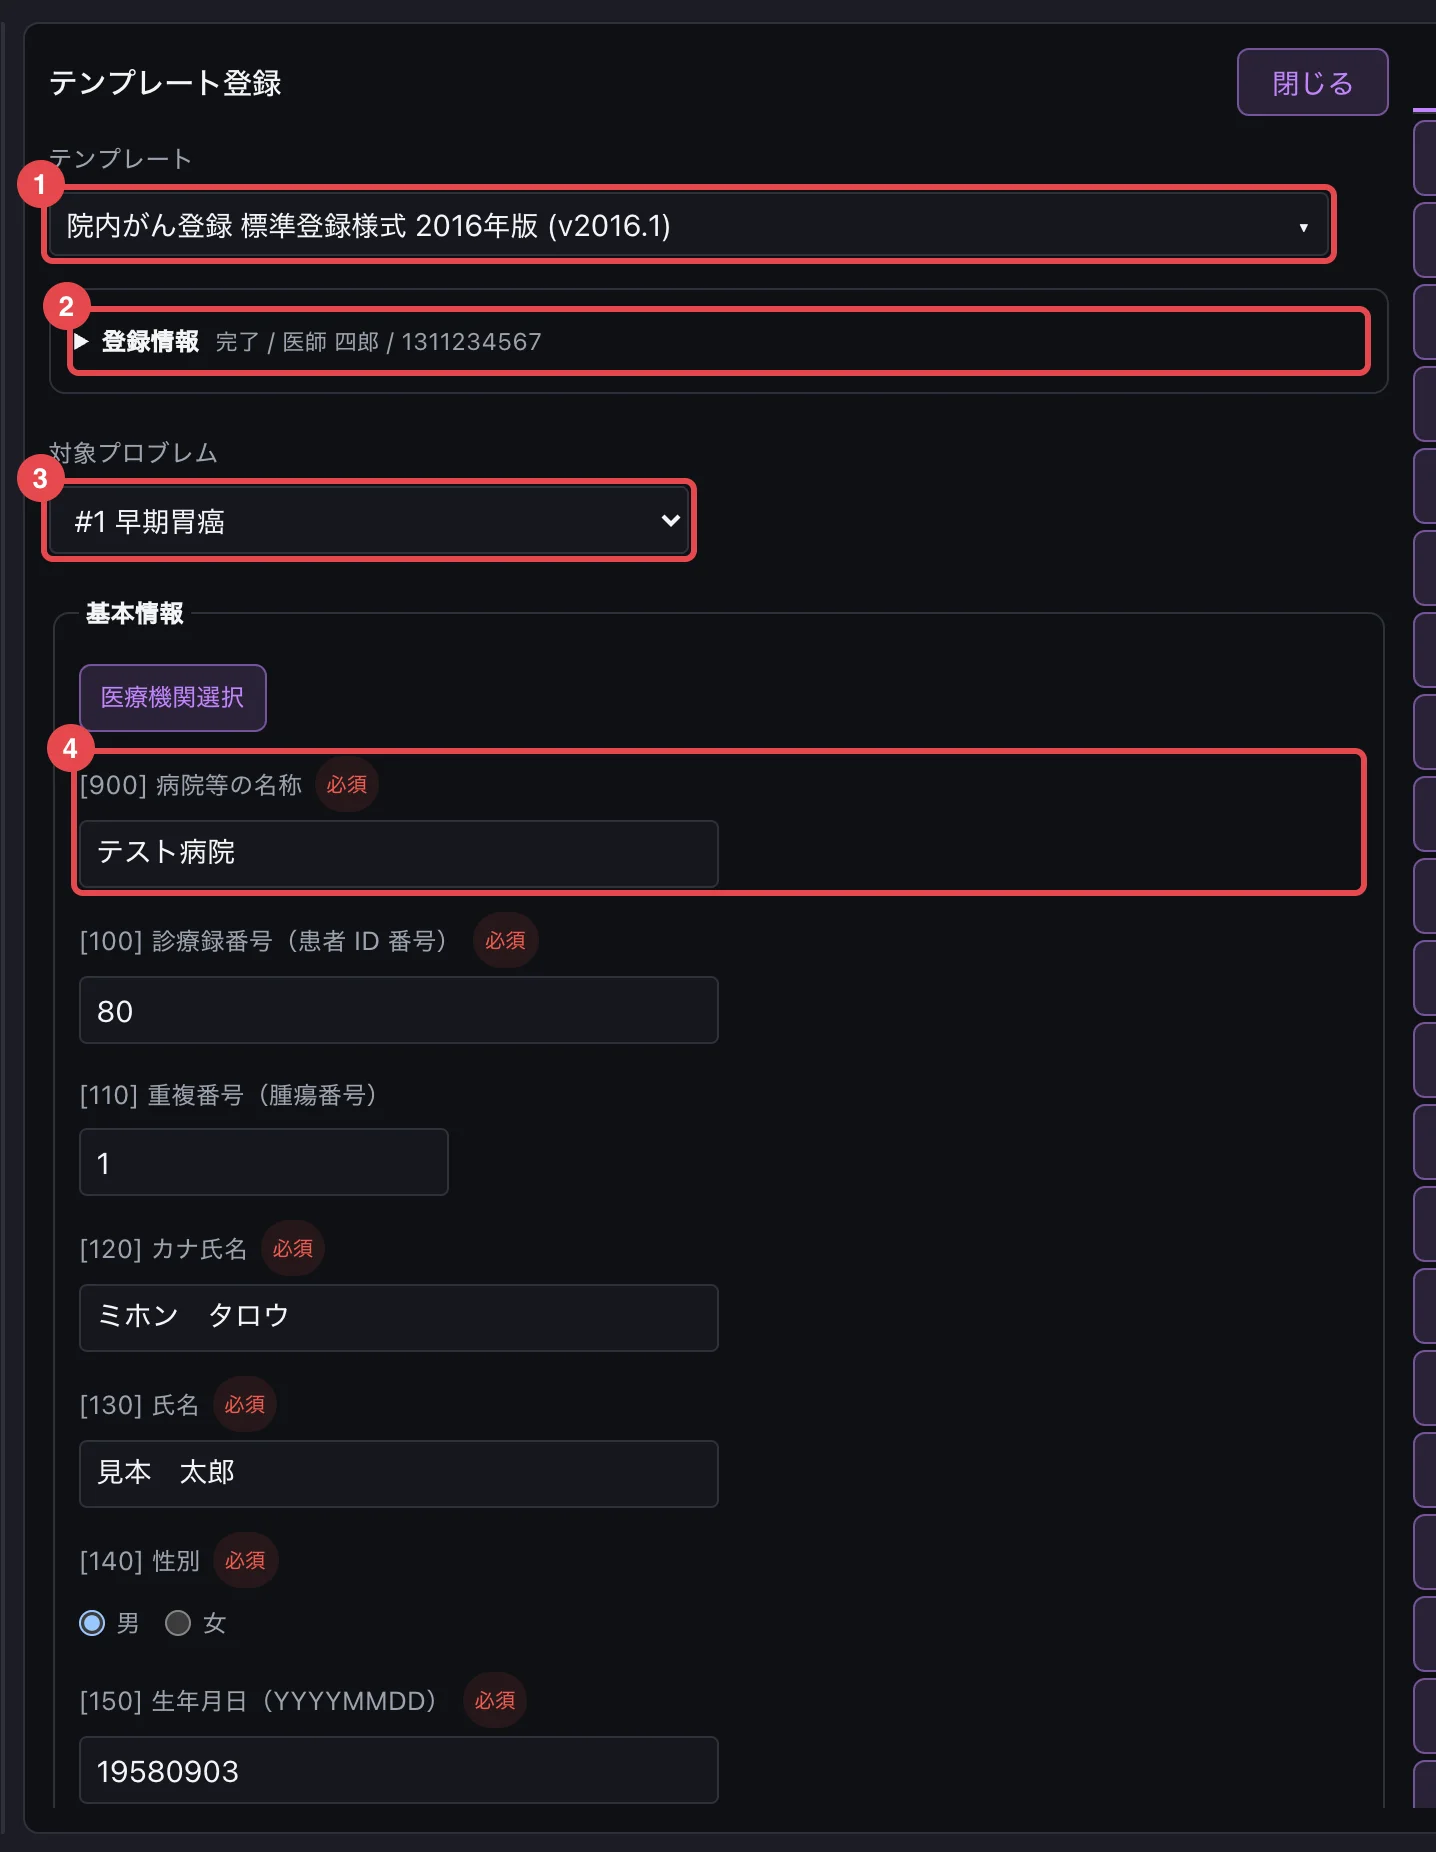 テンプレート登録
閉じる
テンプレート
1
院内がん登録 標準登録様式 2016年版 (v2016.1)
2
登録情報 完了 / 医師 四郎 / 1311234567
対象プロブレム
3
#1 早期胃癌
基本情報
医療機関選択
4
[900] 病院等の名称 必須
テスト病院
[100] 診療録番号（患者 ID 番号） 必須
80
[110] 重複番号（腫瘍番号）
1
[120] カナ氏名 必須
ミホン　タロウ
[130] 氏名 必須
見本　太郎
[140] 性別 必須
男 女
[150] 生年月日（YYYYMMDD） 必須
19580903